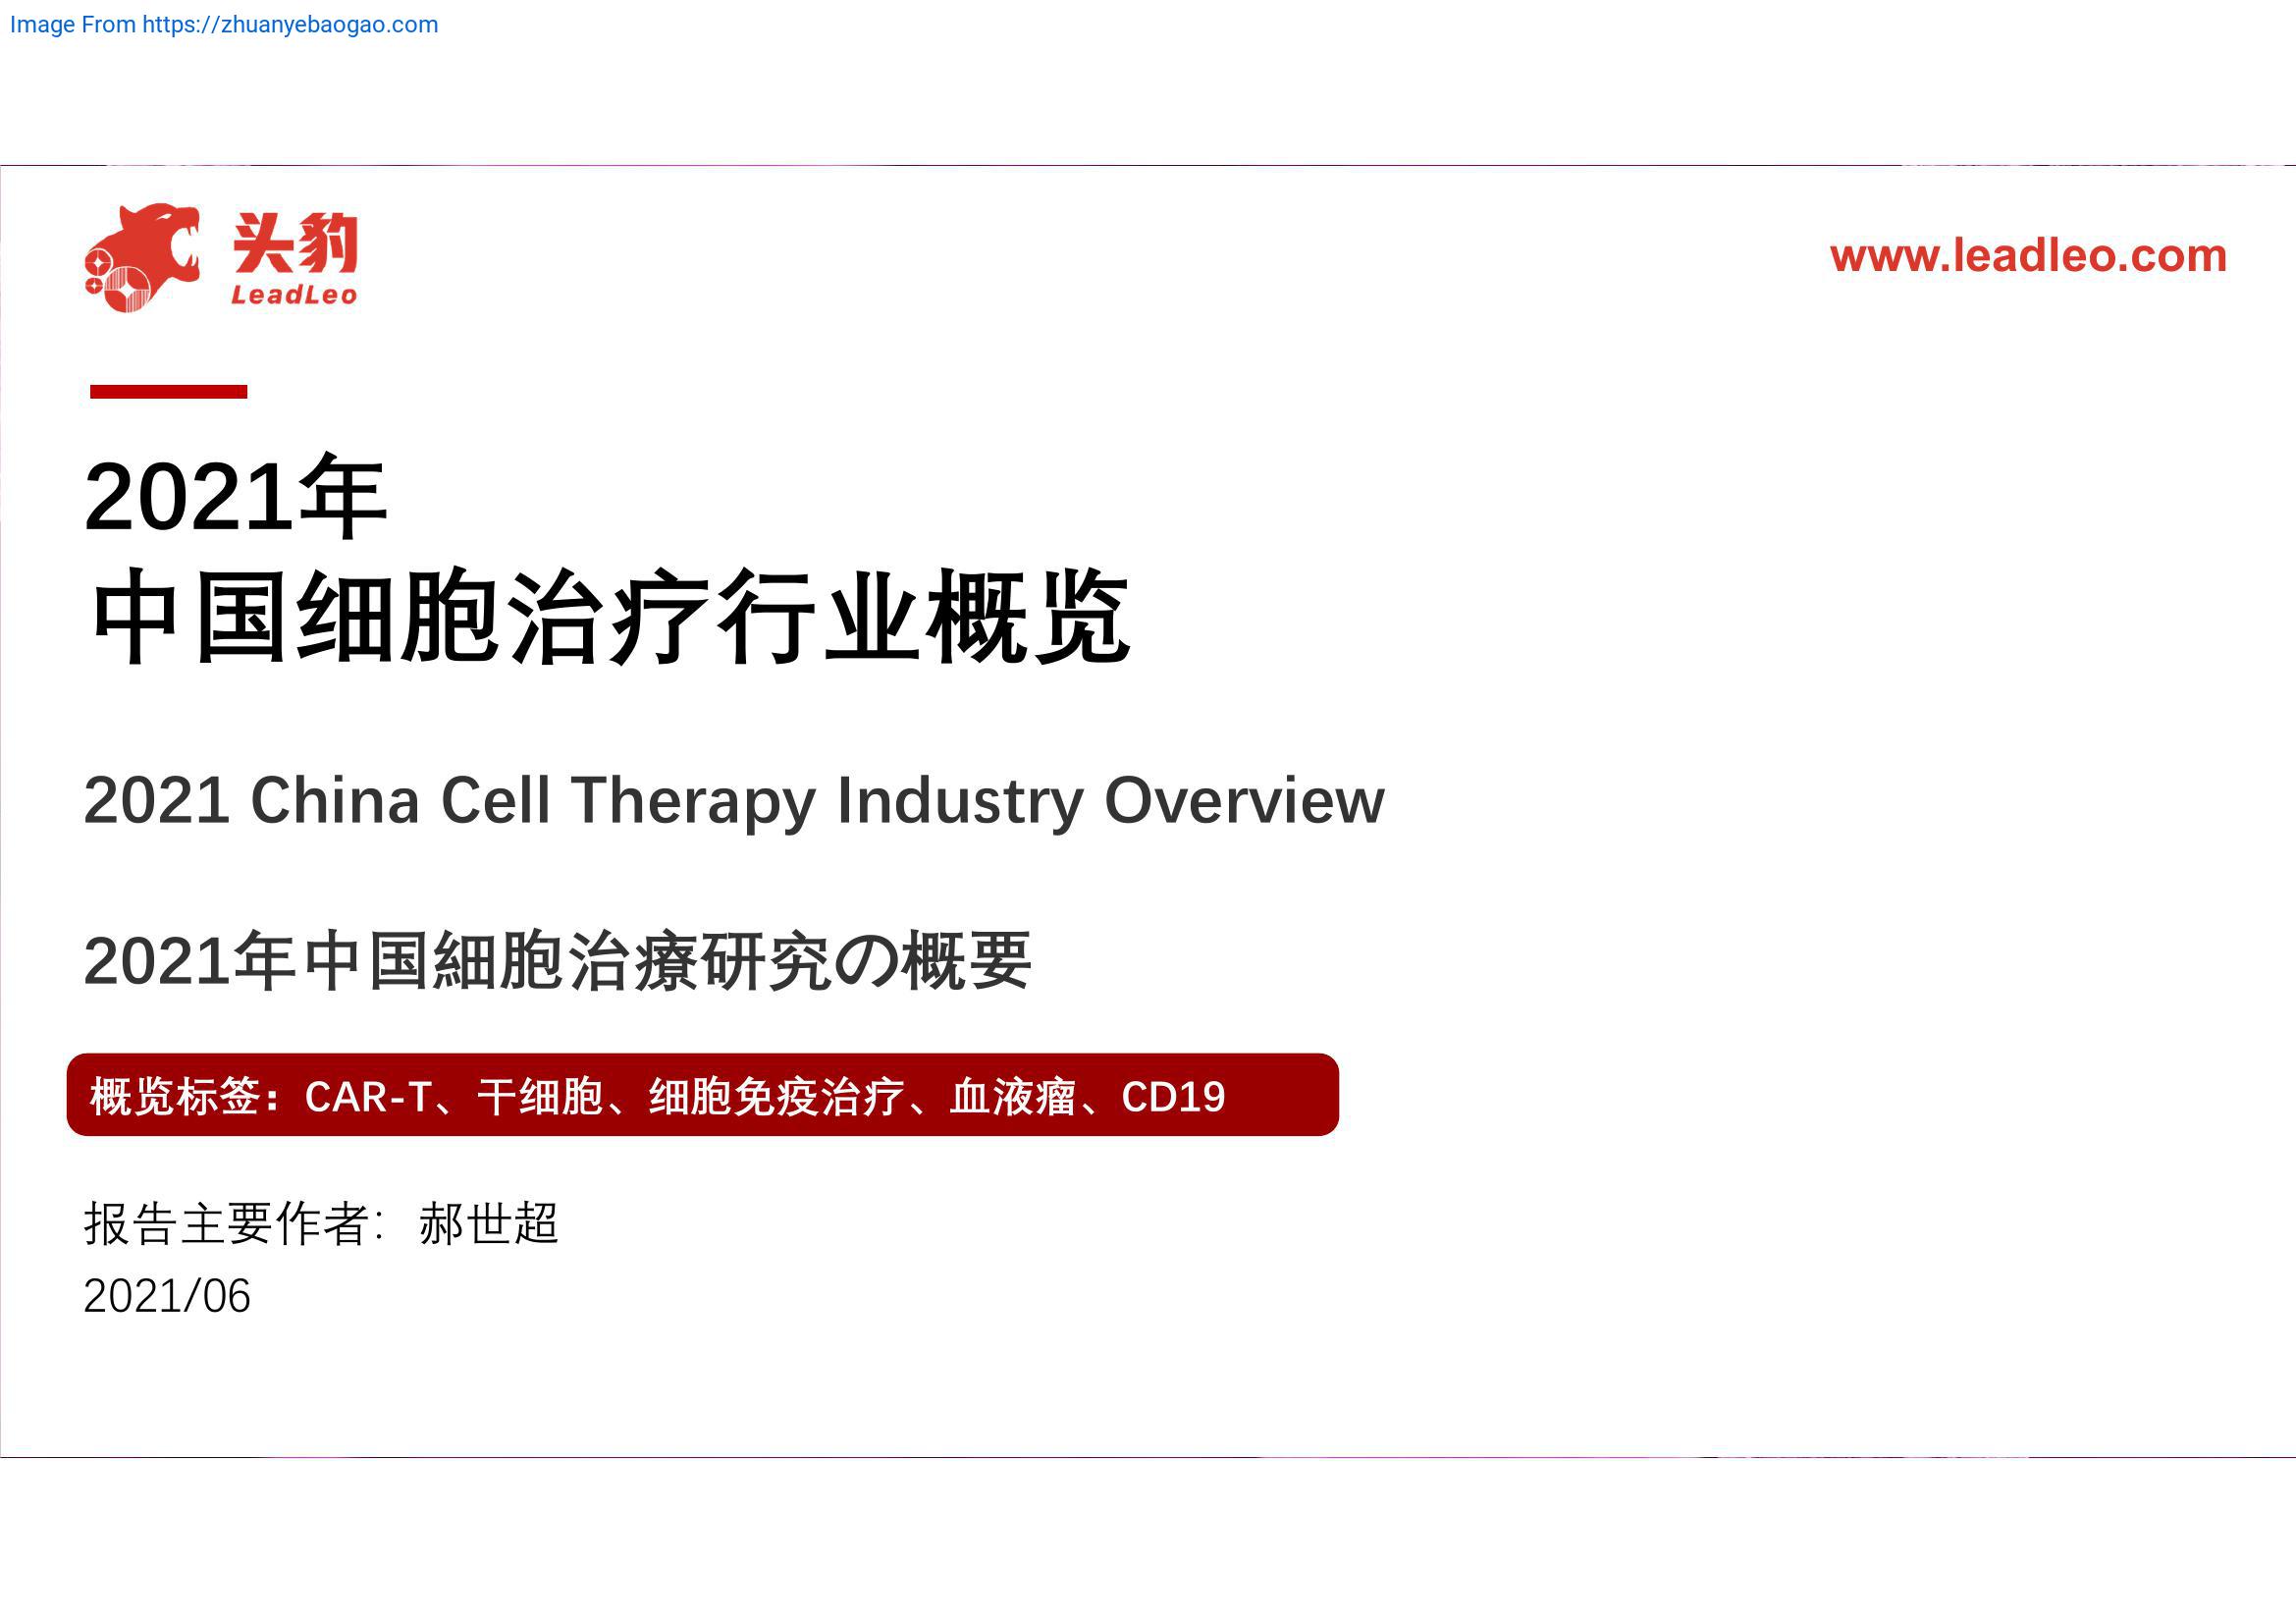 Image From https://zhuanyebaogao.com
头豹
LeadLeo
www.leadleo.com
2021年
中国细胞治疗行业概览
2021 China Cell Therapy Industry Overview
2021年中国細胞治療研究の概要
概览标签：CAR-T、干细胞、细胞免疫治疗、血液瘤、CD19
报告主要作者：郝世超
2021/06